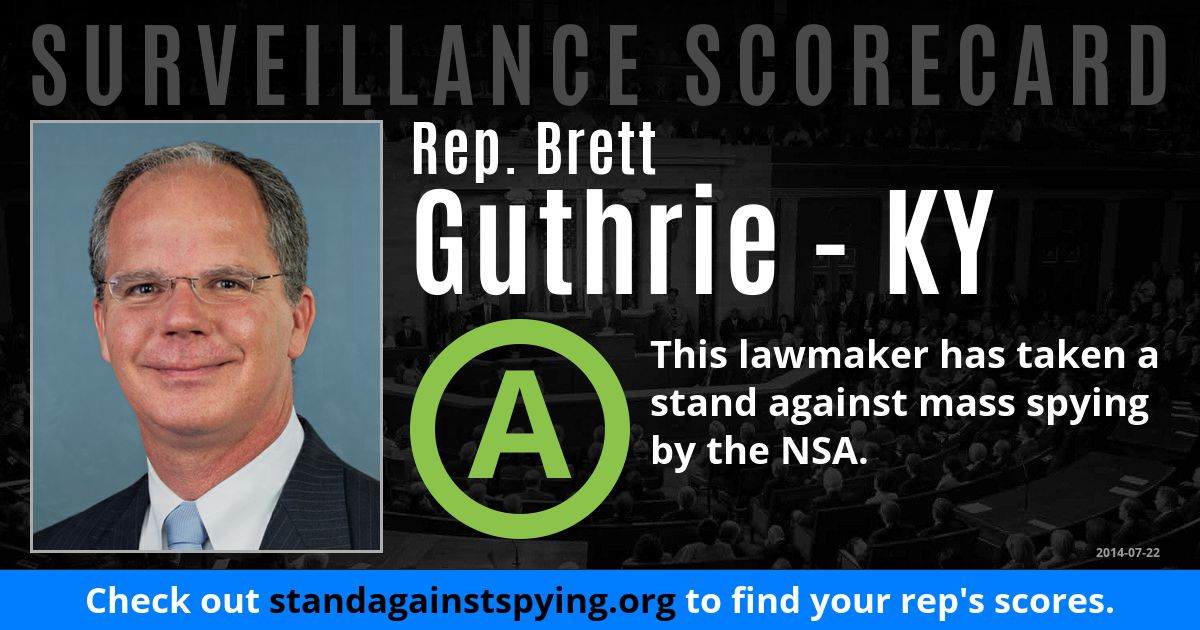 SURVEILLANCE SCORECARD
Rep. Brett
Guthrie - KY
A
This lawmaker has taken a
stand against mass spying
by the NSA.
2014-07-22
Check out standagainstspying.org to find your rep's scores.